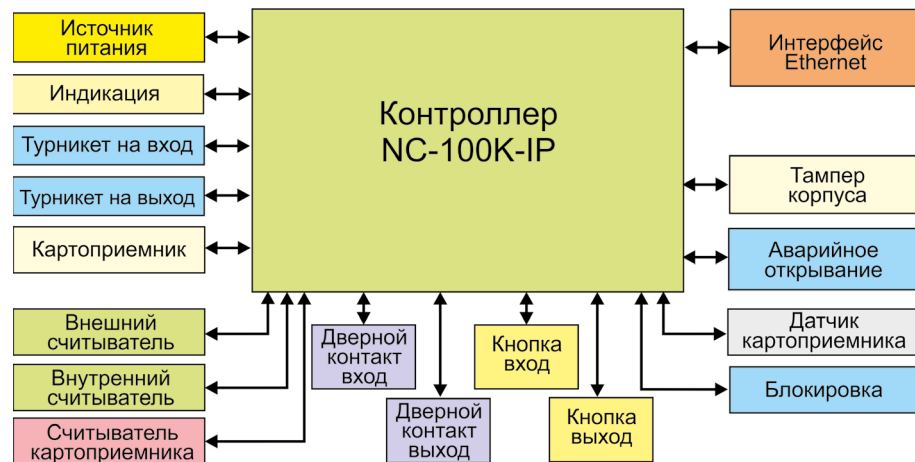 Источник
питания
Индикация
Турникет на вход
Турникет на выход
Картоприемник
Внешний
считыватель
Внутренний
считыватель
Считыватель
картоприемника
Контроллер
NC-100K-IP
Дверной
контакт
вход
Дверной
контакт
выход
Кнопка
вход
Кнопка
выход
Интерфейс
Ethernet
Тампер
корпуса
Аварийное
открывание
Датчик
картоприемника
Блокировка